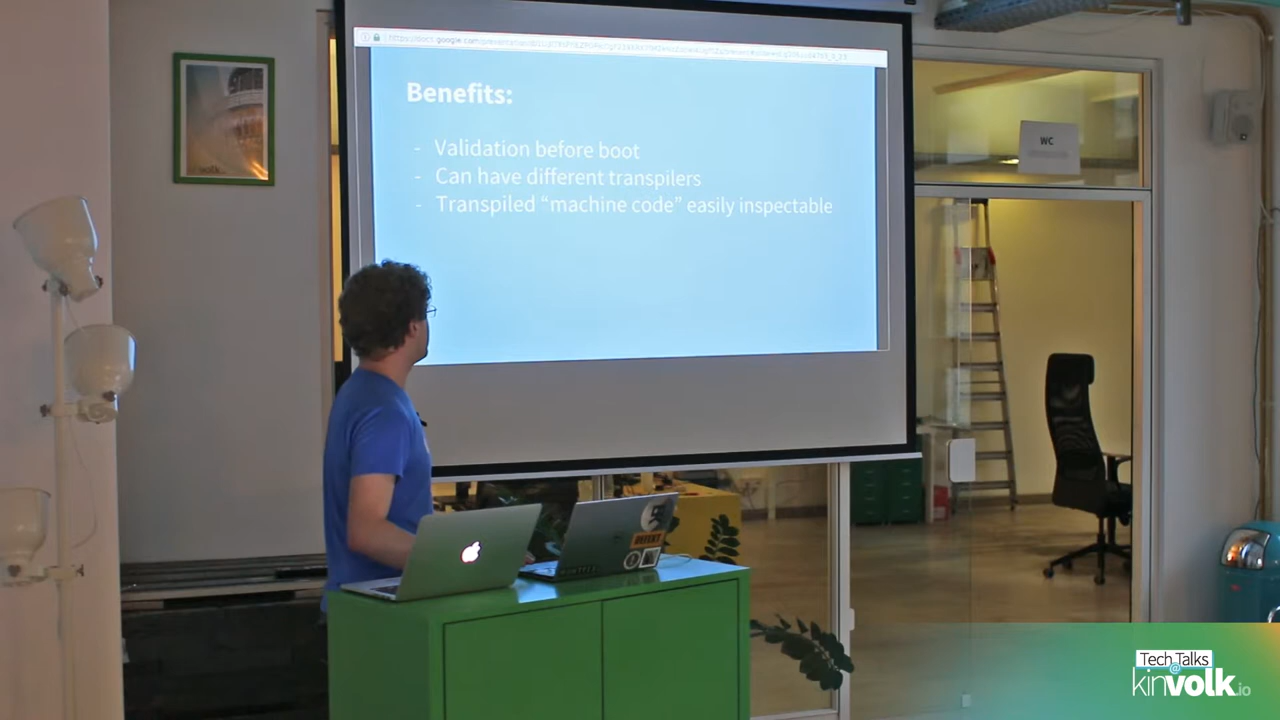 Benefits:
- Validation before boot
- Can have different transpilers
- Transpiled “machine code” easily inspectable
WC
Tech Talks
@
kinvolk.io